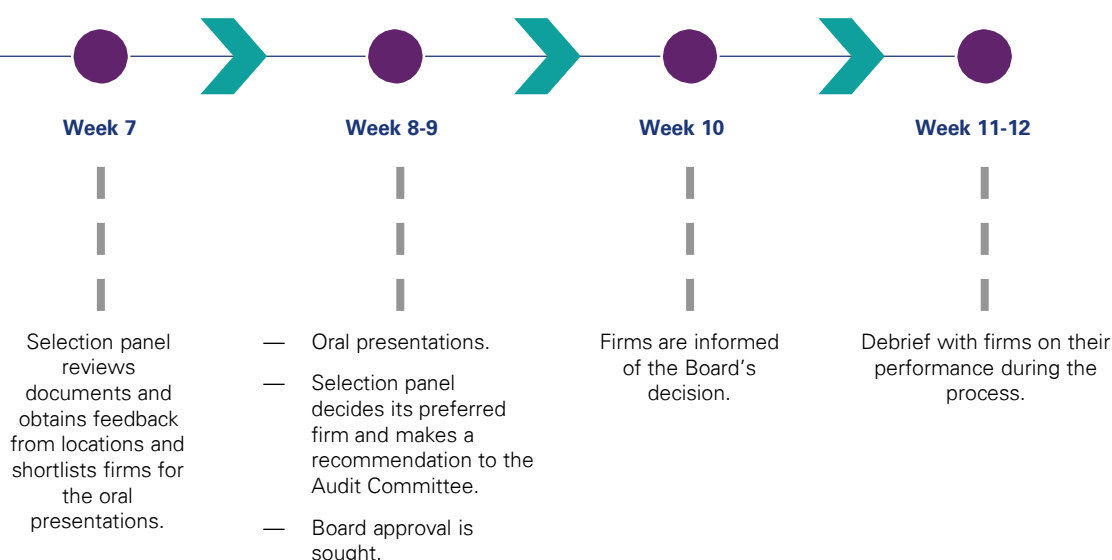 Week 7
Selection panel
reviews
documents and
obtains feedback
from locations and
shortlists firms for
the oral
presentations.
Week 8-9
— Oral presentations.
— Selection panel
decides its preferred
firm and makes a
recommendation to the
Audit Committee.
— Board approval is
sought.
Week 10
Firms are informed
of the Board's
decision.
Week 11-12
Debrief with firms on their
performance during the
process.